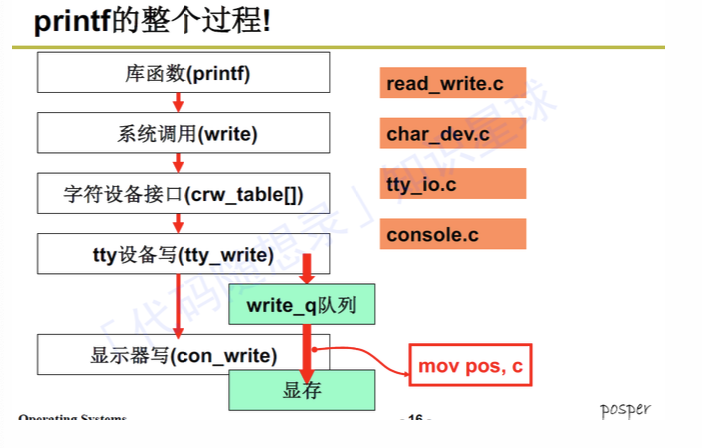 printf的整个过程!
库函数(printf)
read_write.c
系统调用(write)
char_dev.c
字符设备接口(crw_table[])
tty_io.c
tty设备写(tty_write)
console.c
write_q队列
显示器写(con_write)
mov pos, c
显存
「代码随想录」知识星球
Operating Systems
- 16 -
posper